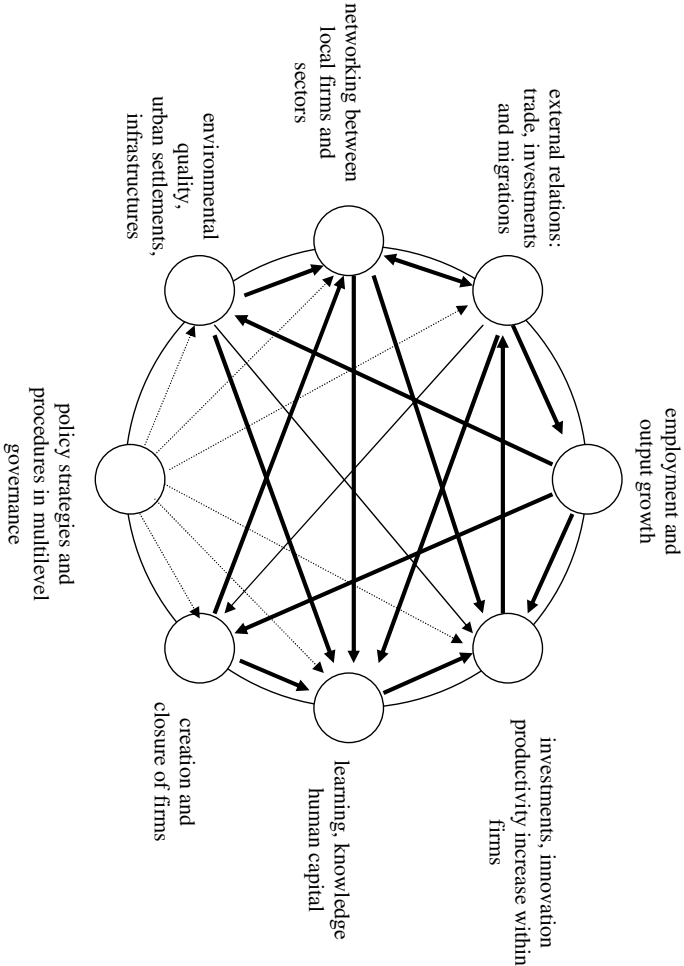 employment and
output growth
external relations:
trade, investments
and migrations
investments, innovation
productivity increase within
firms
networking between
local firms and
sectors
learning, knowledge
human capital
environmental
quality,
urban settlements,
infrastructures
creation and
closure of firms
policy strategies and
procedures in multilevel
governance